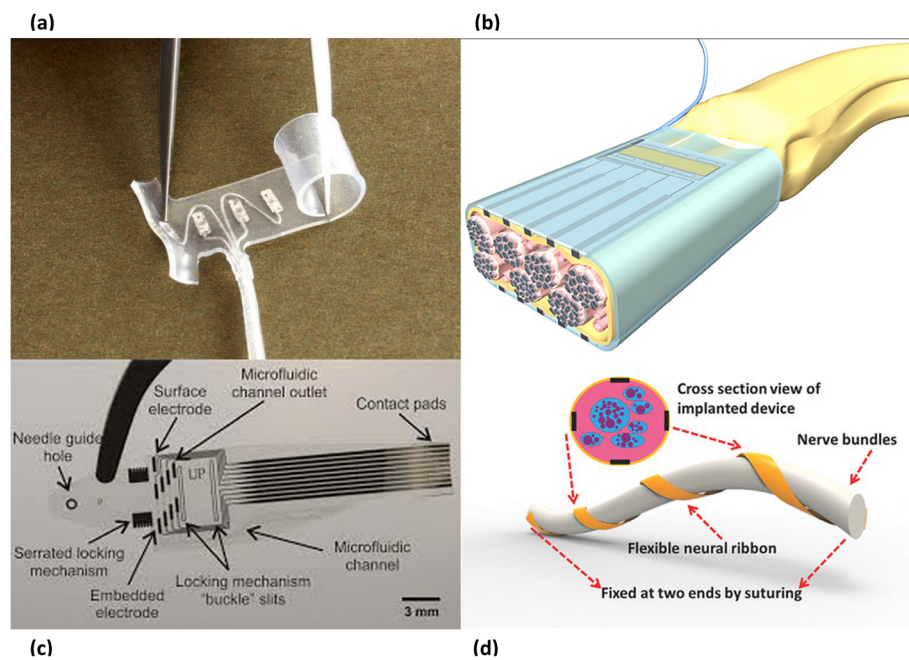 (a)
(b)
Surface
electrode
Microfluidic
channel outlet
Contact pads
Needle guide
hole
UP
Serrated locking
mechanism
Embedded
electrode
Locking mechanism
"buckle" slits
Microfluidic
channel
3 mm
Cross section view of
implanted device
Nerve bundles
Flexible neural ribbon
Fixed at two ends by suturing
(c)
(d)